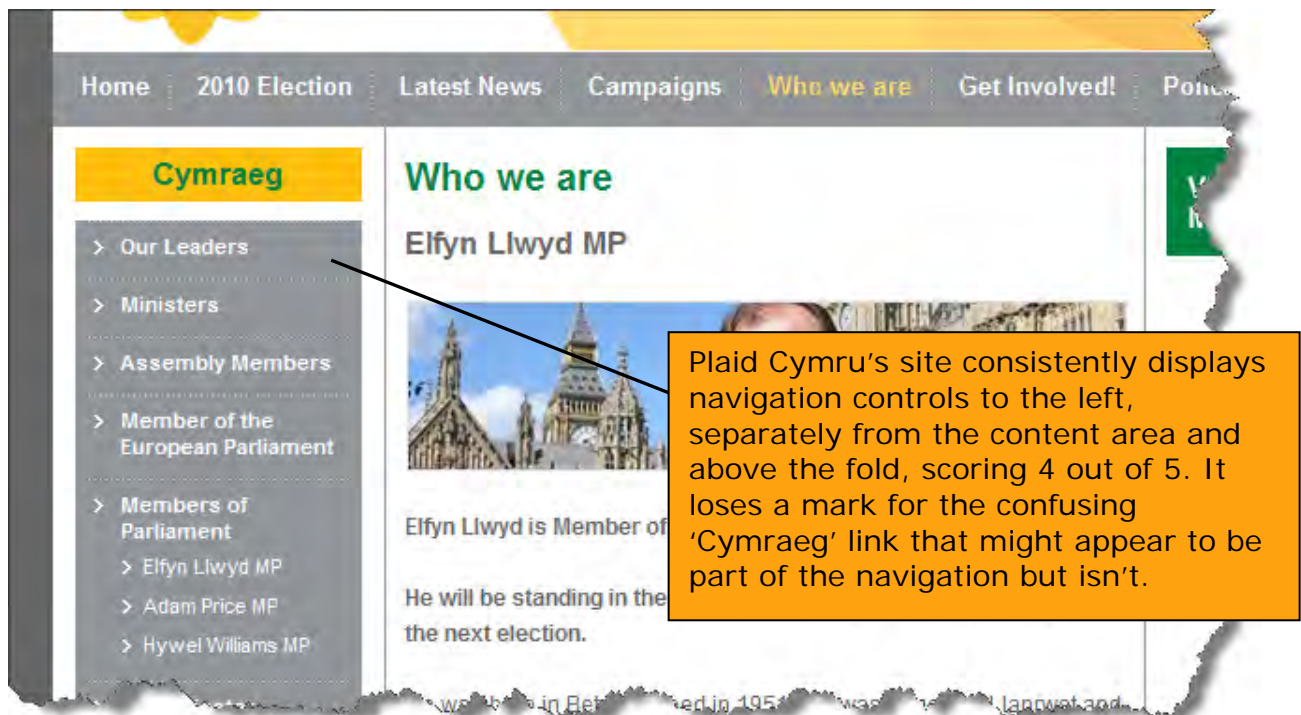 Home 2010 Election Latest News Campaigns Who we are Get Involved!
Cymraeg
> Our Leaders
> Ministers
> Assembly Members
> Member of the
European Parliament
> Members of
Parliament
> Elfyn Llwyd MP
> Adam Price MP
> Hywel Williams MP
Who we are
Elfyn Llwyd MP
Elfyn Llwyd is Member of
He will be standing in the
the next election.
in
Plaid Cymru’s site consistently displays
navigation controls to the left,
separately from the content area and
above the fold, scoring 4 out of 5. It
loses a mark for the confusing
‘Cymraeg’ link that might appear to be
part of the navigation but isn’t.